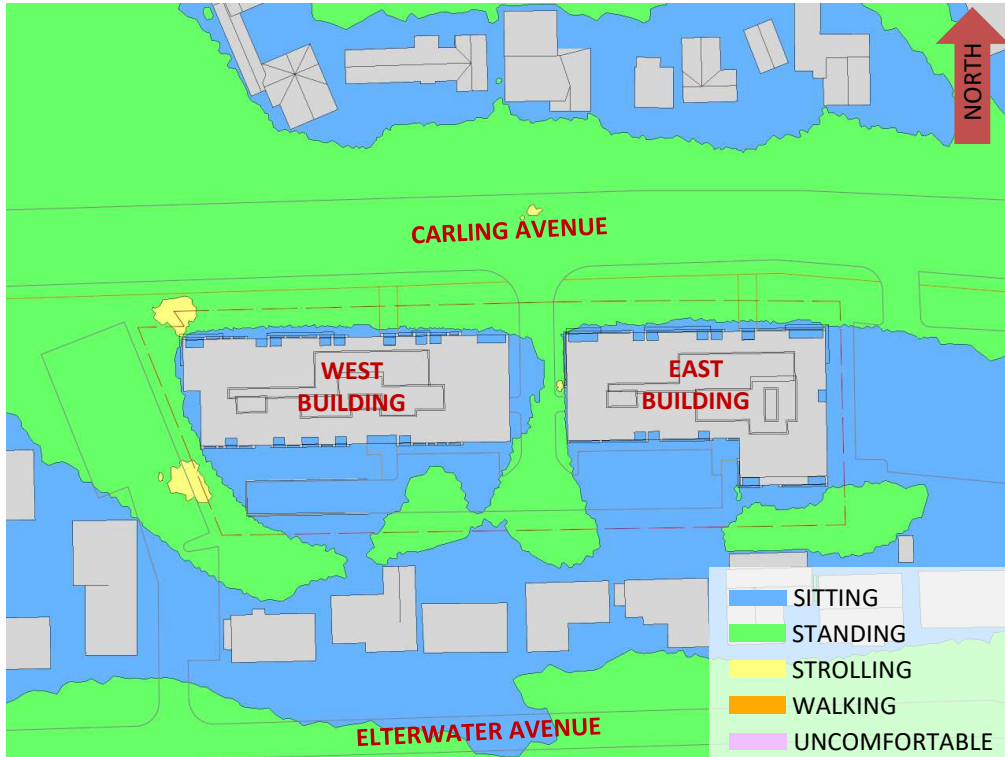 NORTH
CARLING AVENUE
WEST
BUILDING
EAST
BUILDING
SITTING
STANDING
STROLLING
WALKING
UNCOMFORTABLE
ELTERWATER AVENUE